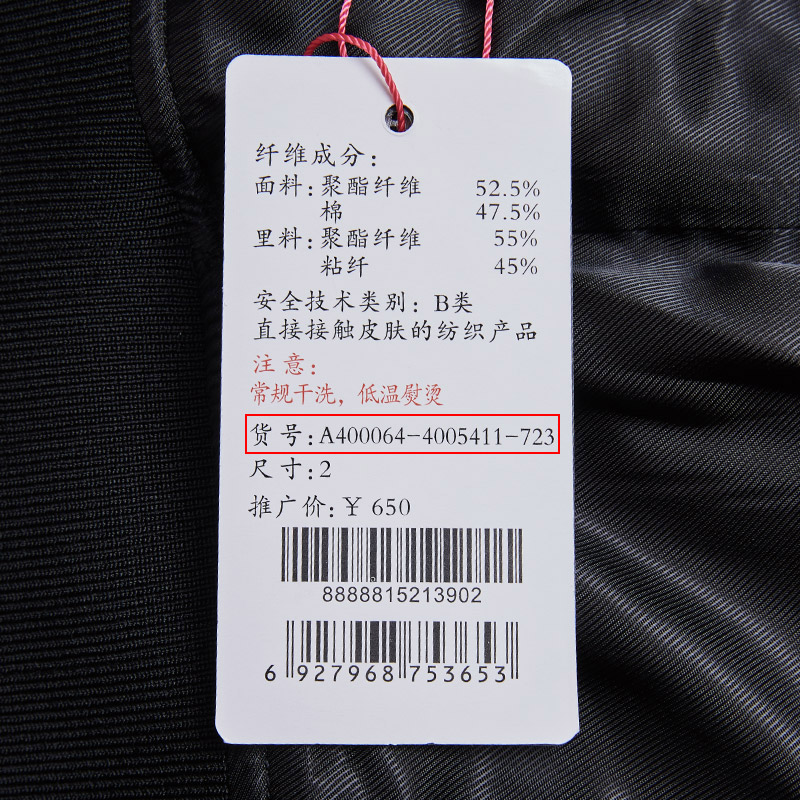 纤维成分:
面料:聚酯纤维 52.5%
棉 47.5%
里料:聚酯纤维 55%
粘纤 45%
安全技术类别: B类
直接接触皮肤的纺织产品
注意:
常规干洗，低温熨烫
货号:A400064-4005411-723
尺寸:2
推广价:￥ 650
8888815213902
6 927968 753653